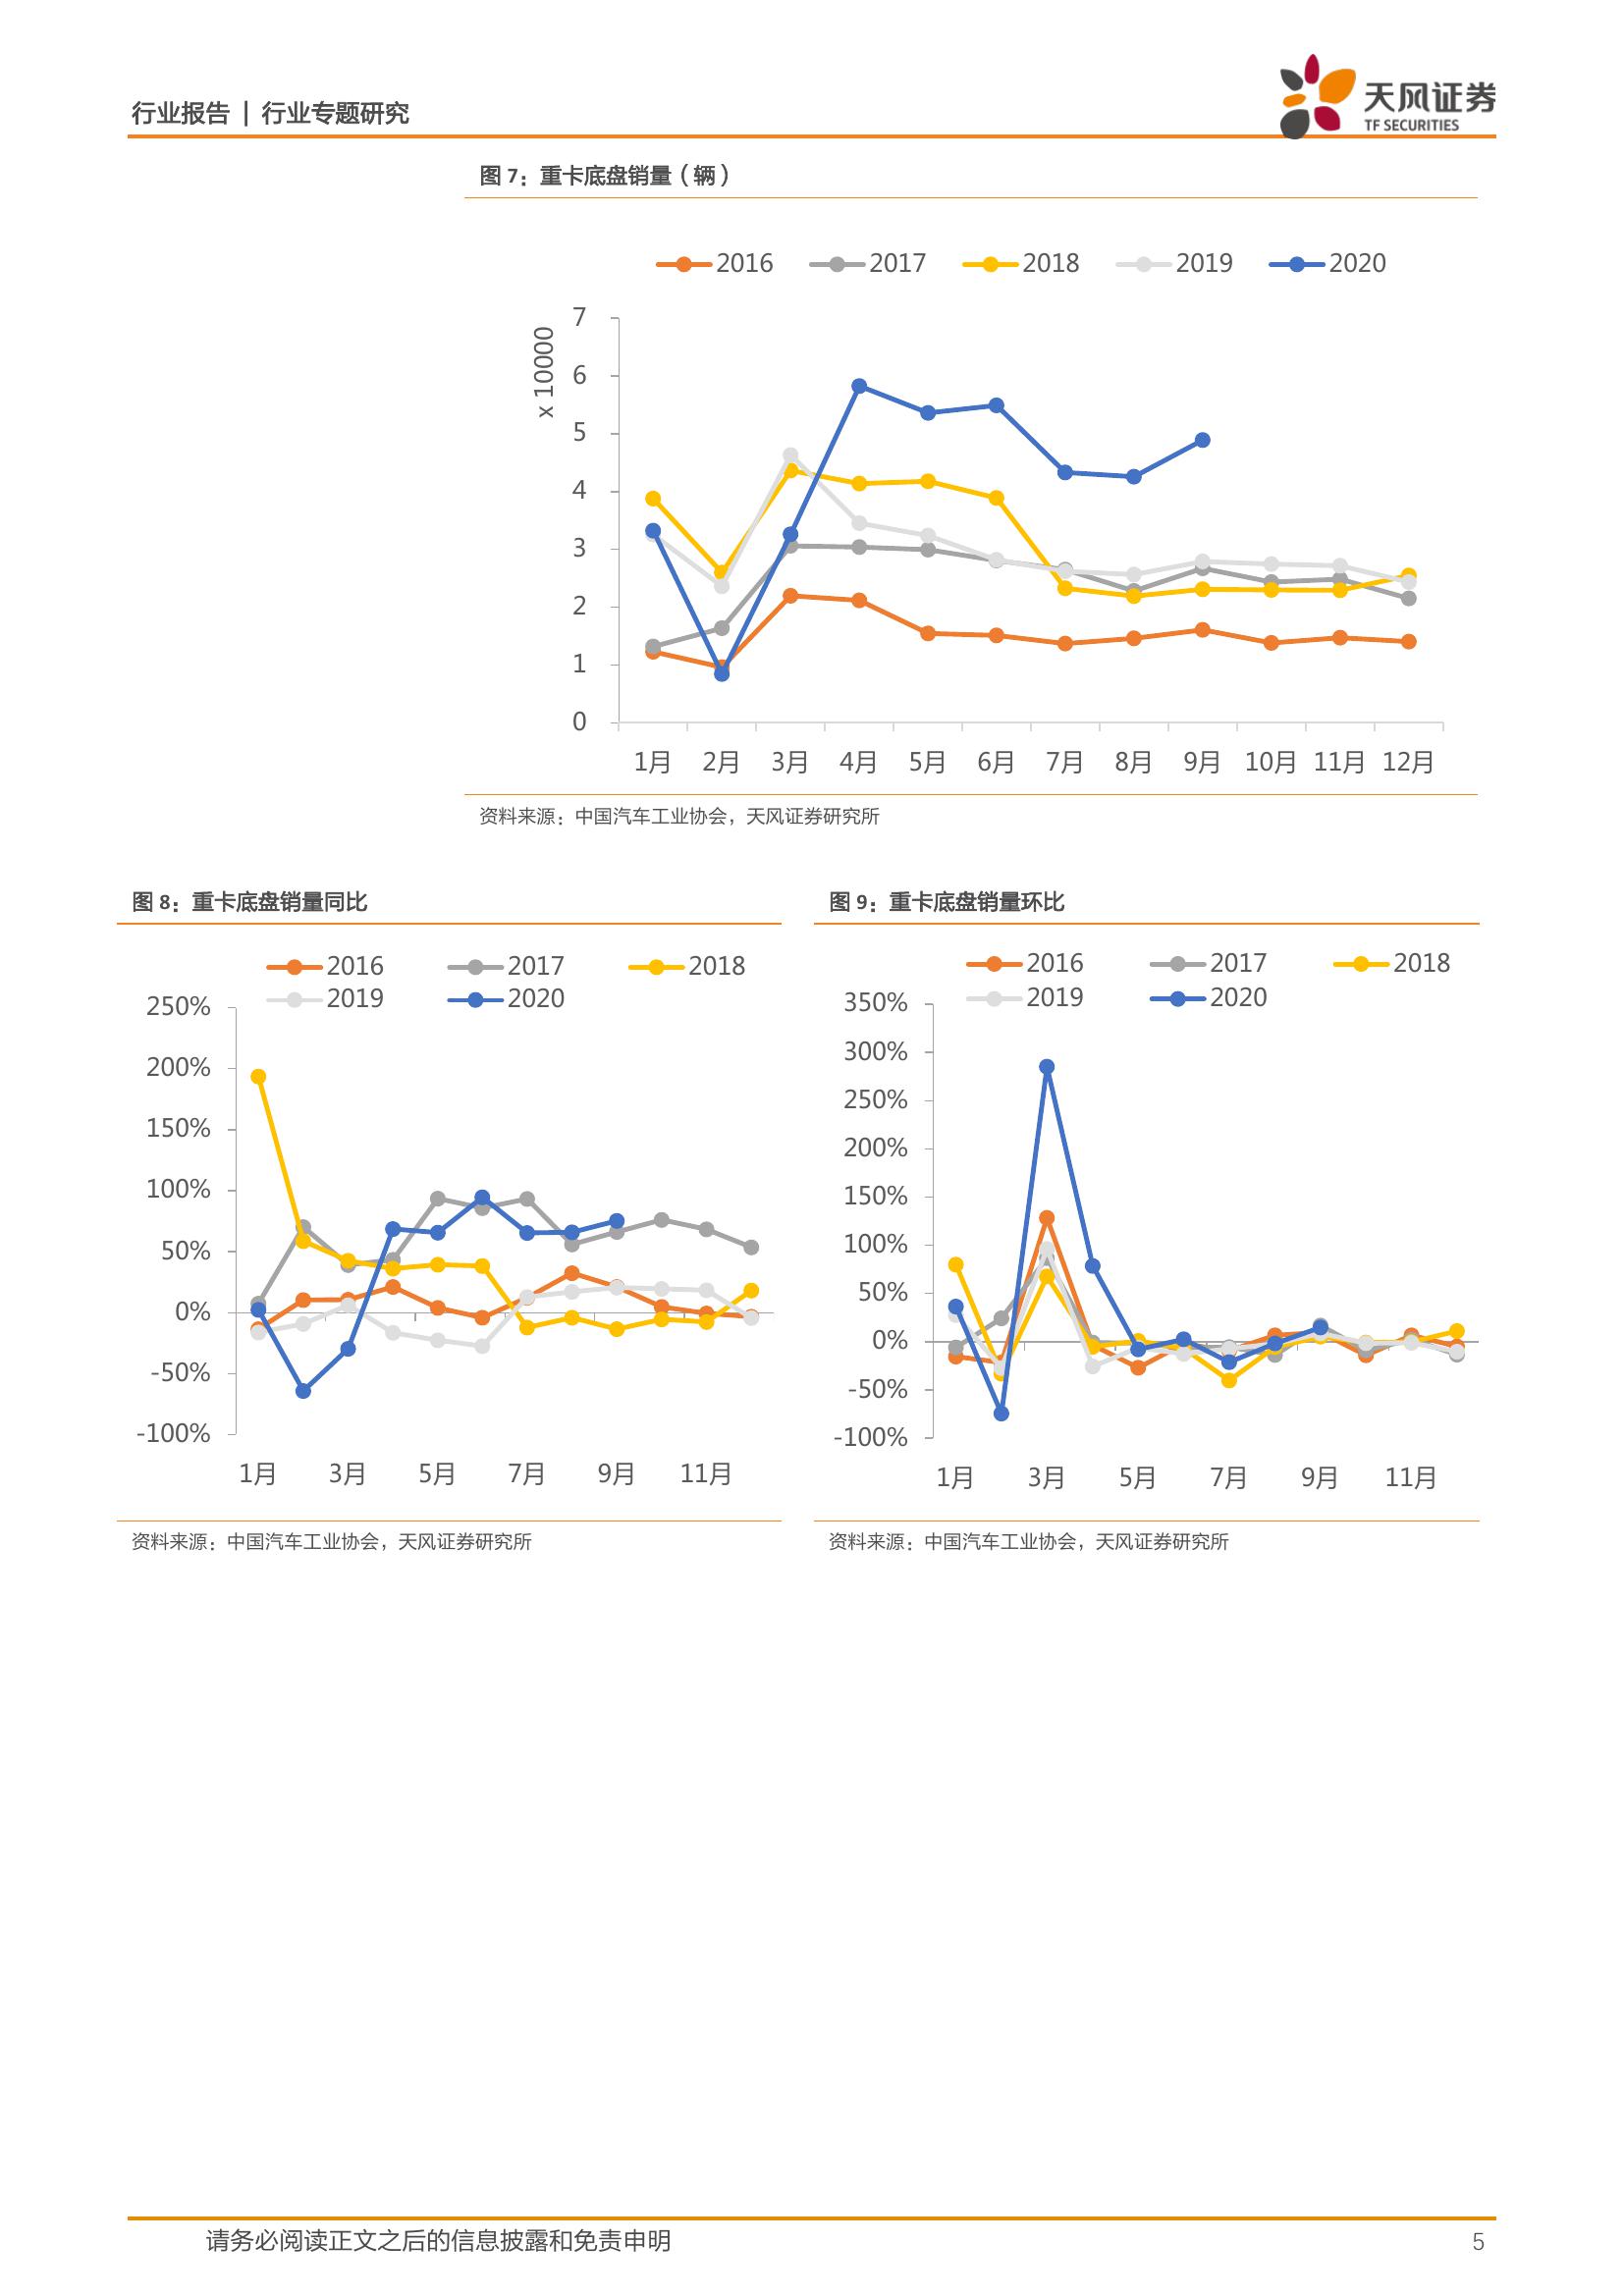 行业报告 | 行业专题研究
天风证券
TF SECURITIES
图 7：重卡底盘销量（辆）
2016 2017 2018 2019 2020
x 10000
7
6
5
4
3
2
1
0
1月 2月 3月 4月 5月 6月 7月 8月 9月 10月 11月 12月
资料来源：中国汽车工业协会，天风证券研究所
图 8：重卡底盘销量同比
2016 2017 2018
2019 2020
250%
200%
150%
100%
50%
0%
-50%
-100%
1月 3月 5月 7月 9月 11月
资料来源：中国汽车工业协会，天风证券研究所
图 9：重卡底盘销量环比
2016 2017 2018
2019 2020
350%
300%
250%
200%
150%
100%
50%
0%
-50%
-100%
1月 3月 5月 7月 9月 11月
资料来源：中国汽车工业协会，天风证券研究所
请务必阅读正文之后的信息披露和免责申明 5